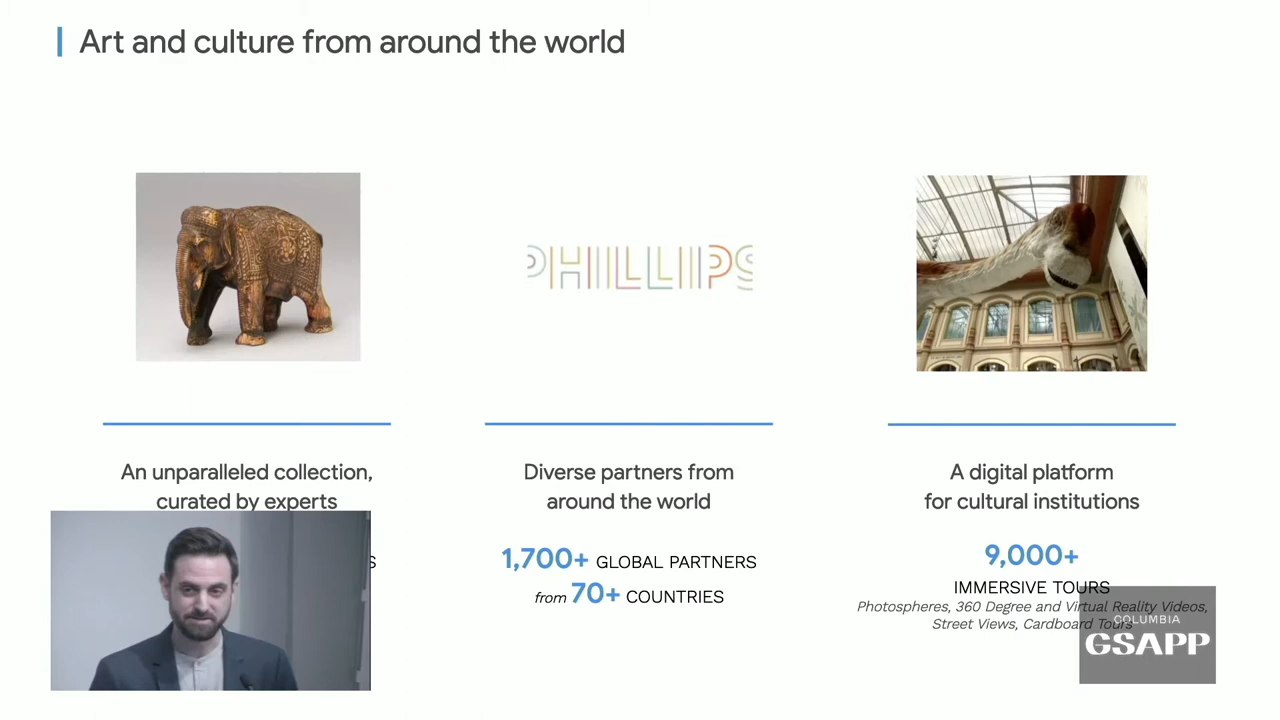 Art and culture from around the world
PHILLIPS
An unparalleled collection,
curated by experts
Diverse partners from
around the world
1,700+ GLOBAL PARTNERS
from 70+ COUNTRIES
A digital platform
for cultural institutions
9,000+
IMMERSIVE TOURS
Photospheres, 360 Degree and Virtual Reality Videos,
Street Views, Cardboard Tours
COLUMBIA
GSAPP